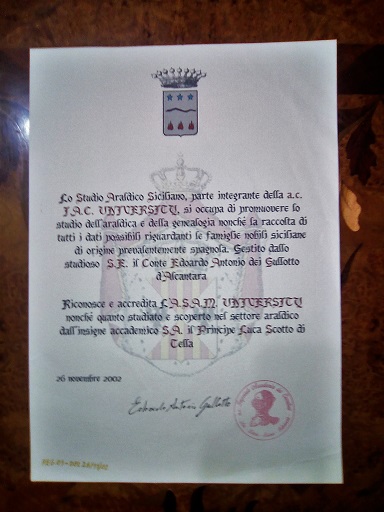 Lo Studio Araldico Siciliano, parte integrante della a.c.
I.A.C. UNIVERSITY, si occupa di promuovere lo
studio dell'araldica e della genealogia nonché la raccolta di
tutti i dati possibili riguardanti le famiglie nobili siciliane
di origine prevalentemente spagnola. Gestito dallo
studioso S.E. il Conte Edoardo Antonio dei Gullotto
d'Alcantara
Riconosce e accredita I.A.S.A.M. UNIVERSITY
nonché quanto studiato e scoperto nel settore araldico
dall'insigne accademico S.A. il Principe Luca Scotto di
Tella
26 novembre 2002
Edoardo Antonio Gullotto